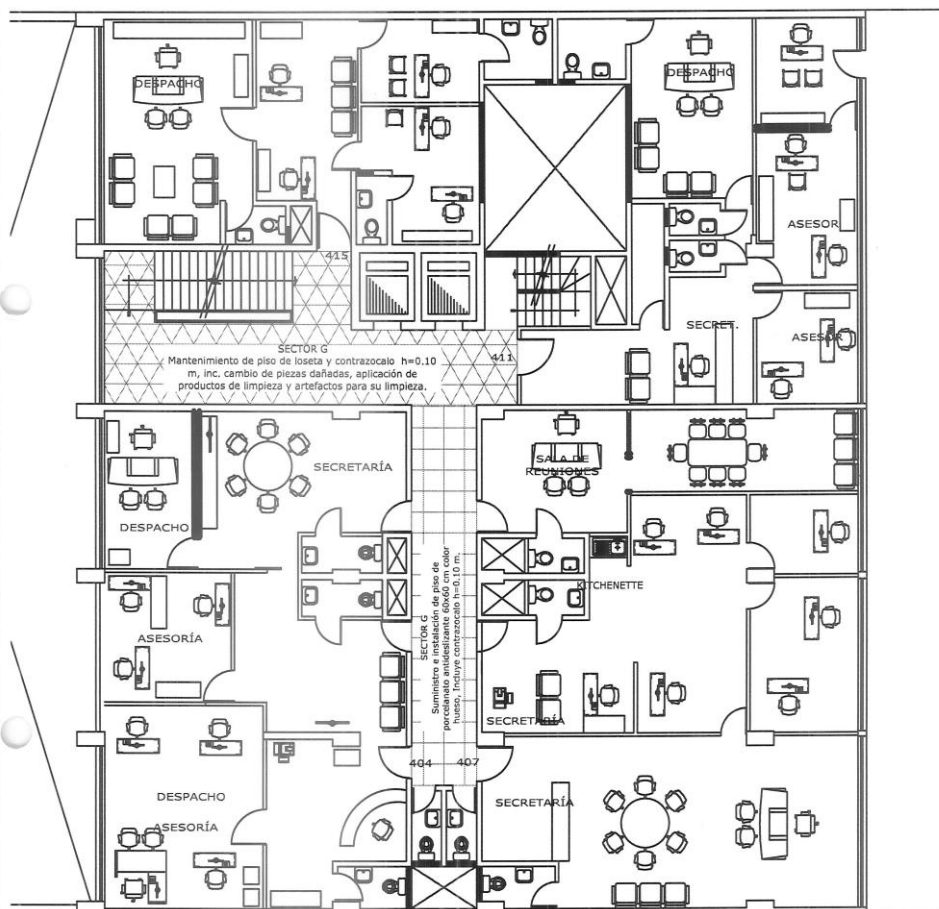 DESPACHO
DESPACHO
ASESOR
415
SECRET.
ASESOR
411
SECTOR G
Mantenimiento de piso de loseta y contrazocalo h=0.10
m, inc. cambio de piezas dañadas, aplicación de
productos de limpieza y artefactos para su limpieza.
SECRETARÍA
SALA DE
REUNIONES
DESPACHO
KITCHENETTE
ASESORÍA
SECTOR G
Suministro e instalación de piso de
porcelanato antideslizante 60x60 cm color
hueso, Incluye contrazocalo h=0.10 m.
SECRETARÍA
404
407
DESPACHO
ASESORÍA
SECRETARÍA